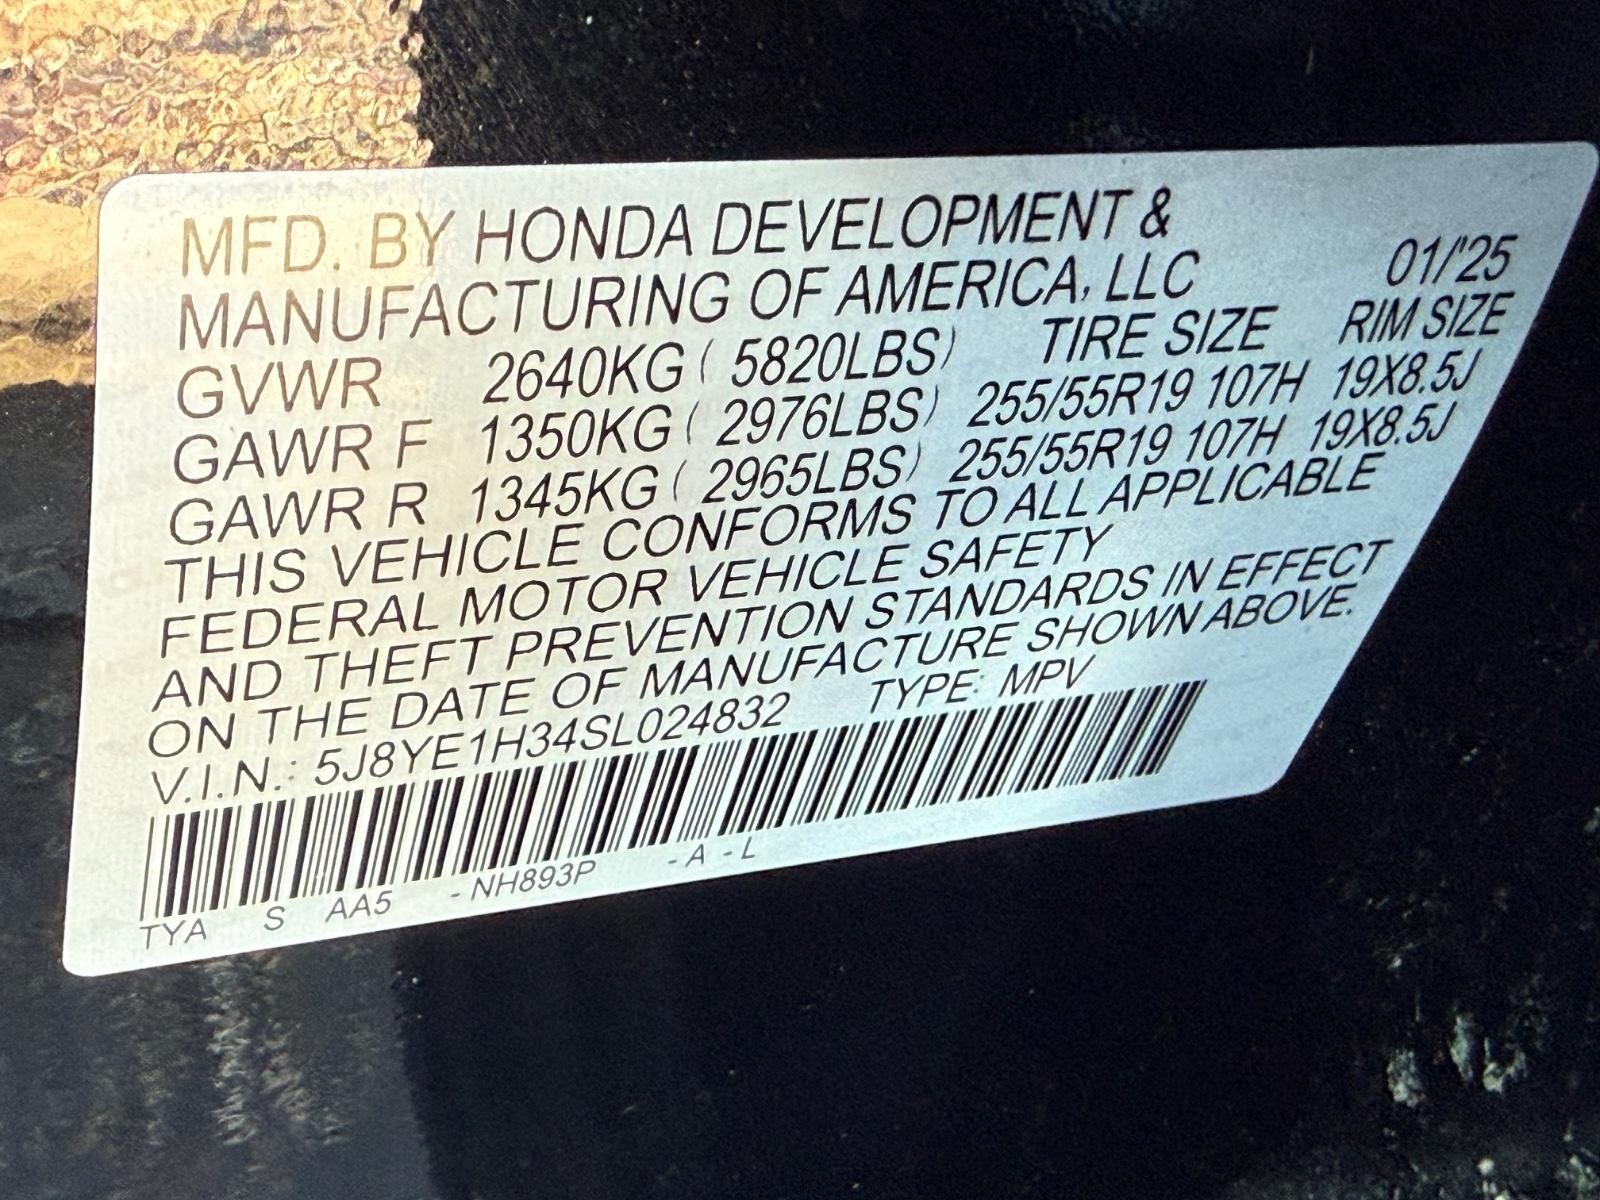 MFD. BY HONDA DEVELOPMENT &
MANUFACTURING OF AMERICA, LLC 01/'25
GVWR 2640KG ( 5820LBS) TIRE SIZE RIM SIZE
GAWR F 1350KG ( 2976LBS) 255/55R19 107H 19X8.5J
GAWR R 1345KG ( 2965LBS) 255/55R19 107H 19X8.5J
THIS VEHICLE CONFORMS TO ALL APPLICABLE
FEDERAL MOTOR VEHICLE SAFETY
AND THEFT PREVENTION STANDARDS IN EFFECT
ON THE DATE OF MANUFACTURE SHOWN ABOVE.
V.I.N.: 5J8YE1H34SL024832 TYPE: MPV
TYA S AA5 -NH893P -A -L